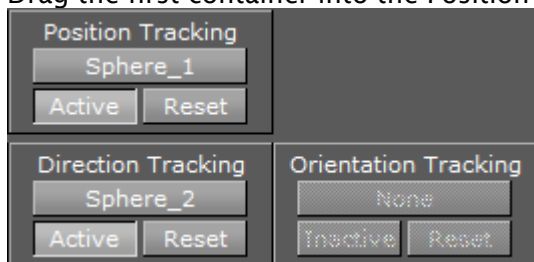 Drag the first container into the Position
Position Tracking
Sphere_1
Active Reset
Direction Tracking
Sphere_2
Active Reset
Orientation Tracking
None
Inactive Reset